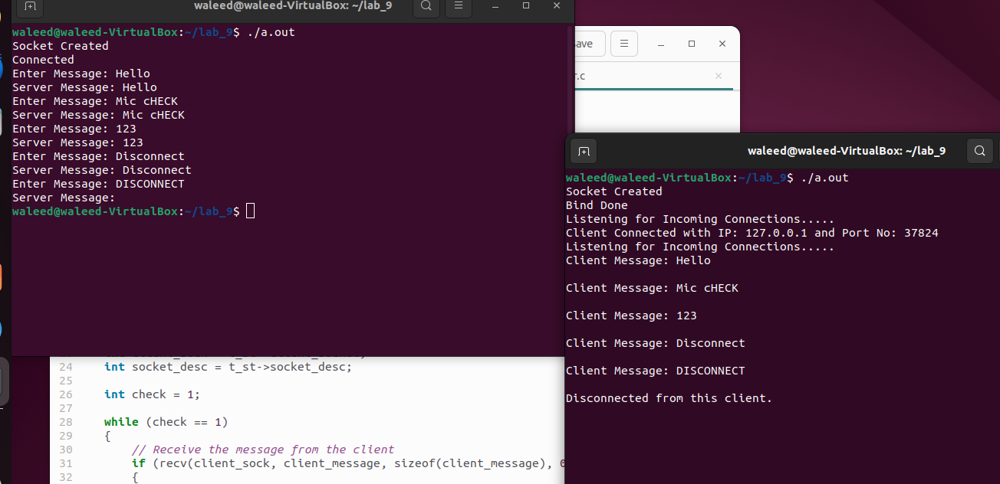 waleed@waleed-VirtualBox: ~/lab_9
waleed@waleed-VirtualBox:~/lab_9$ ./a.out
Socket Created
Connected
Enter Message: Hello
Server Message: Hello
Enter Message: Mic cHECK
Server Message: Mic cHECK
Enter Message: 123
Server Message: 123
Enter Message: Disconnect
Server Message: Disconnect
Enter Message: DISCONNECT
Server Message:
waleed@waleed-VirtualBox:~/lab_9$
ave
r.c
waleed@waleed-VirtualBox: ~/lab_9
waleed@waleed-VirtualBox:~/lab_9$ ./a.out
Socket Created
Bind Done
Listening for Incoming Connections.....
Client Connected with IP: 127.0.0.1 and Port No: 37824
Listening for Incoming Connections.....
Client Message: Hello
Client Message: Mic cHECK
Client Message: 123
Client Message: Disconnect
Client Message: DISCONNECT
Disconnected from this client.
24 int socket_desc = t_st->socket_desc;
25
26 int check = 1;
27
28 while (check == 1)
29 {
30 // Receive the message from the client
31 if (recv(client_sock, client_message, sizeof(client_message), 0
32 {